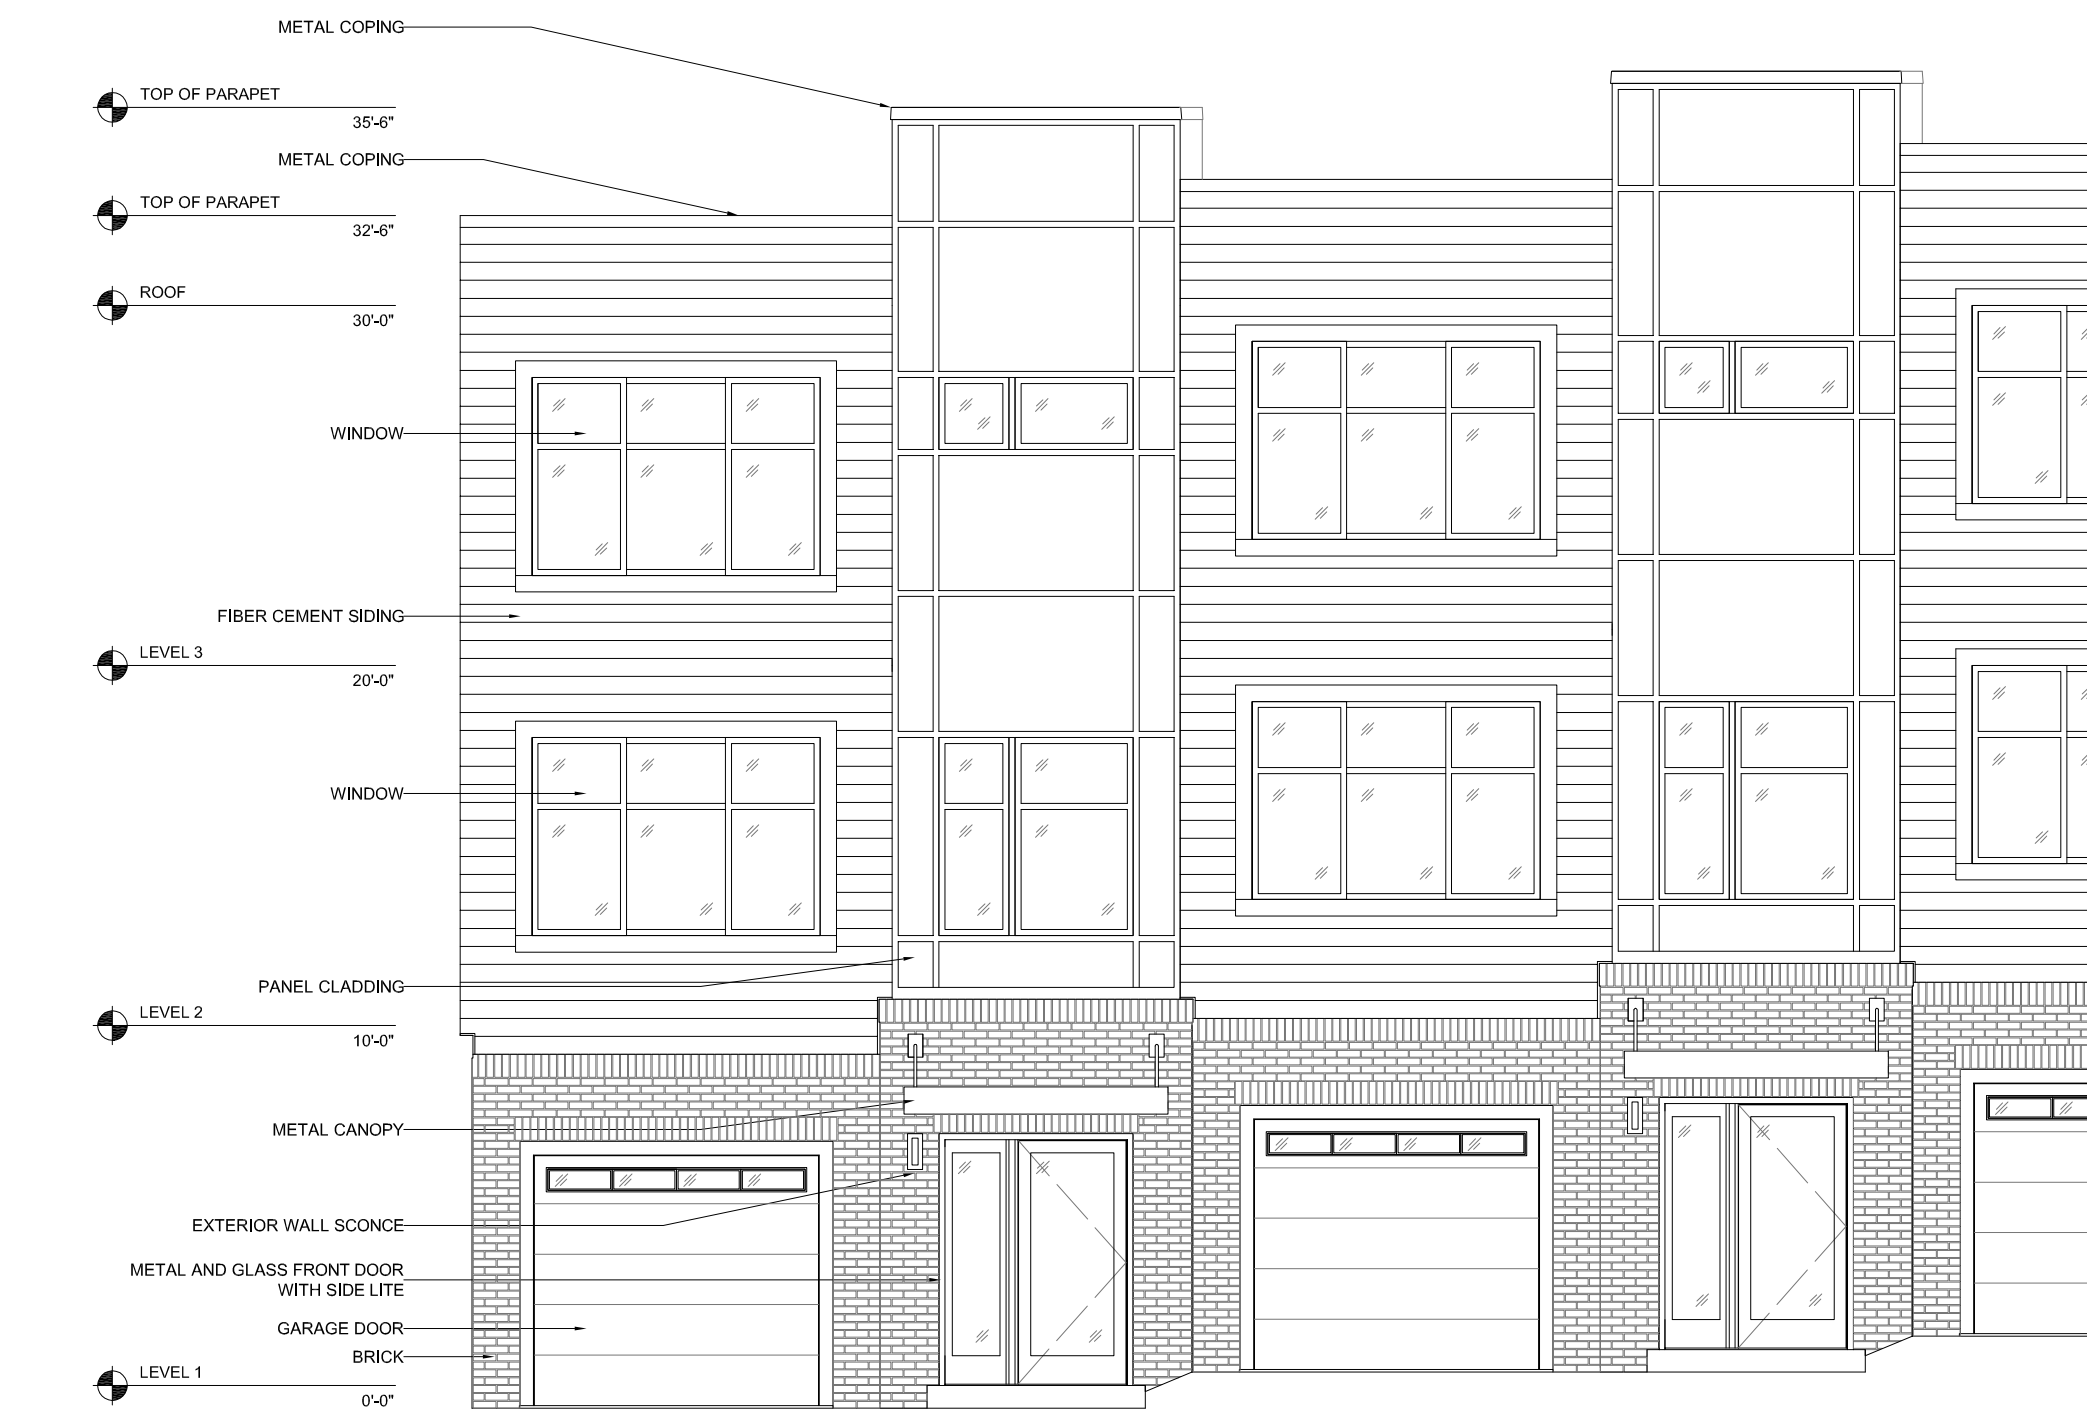 METAL COPING
TOP OF PARAPET
35'-6"
METAL COPING
TOP OF PARAPET
32'-6"
ROOF
30'-0"
WINDOW
FIBER CEMENT SIDING
LEVEL 3
20'-0"
WINDOW
PANEL CLADDING
LEVEL 2
10'-0"
METAL CANOPY
EXTERIOR WALL SCONCE
METAL AND GLASS FRONT DOOR
WITH SIDE LITE
GARAGE DOOR
BRICK
LEVEL 1
0'-0"